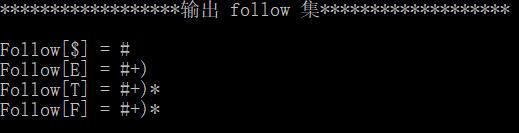 ******************输出 follow 集*******************
Follow[$] = #
Follow[E] = #+)
Follow[T] = #+)*
Follow[F] = #+)*